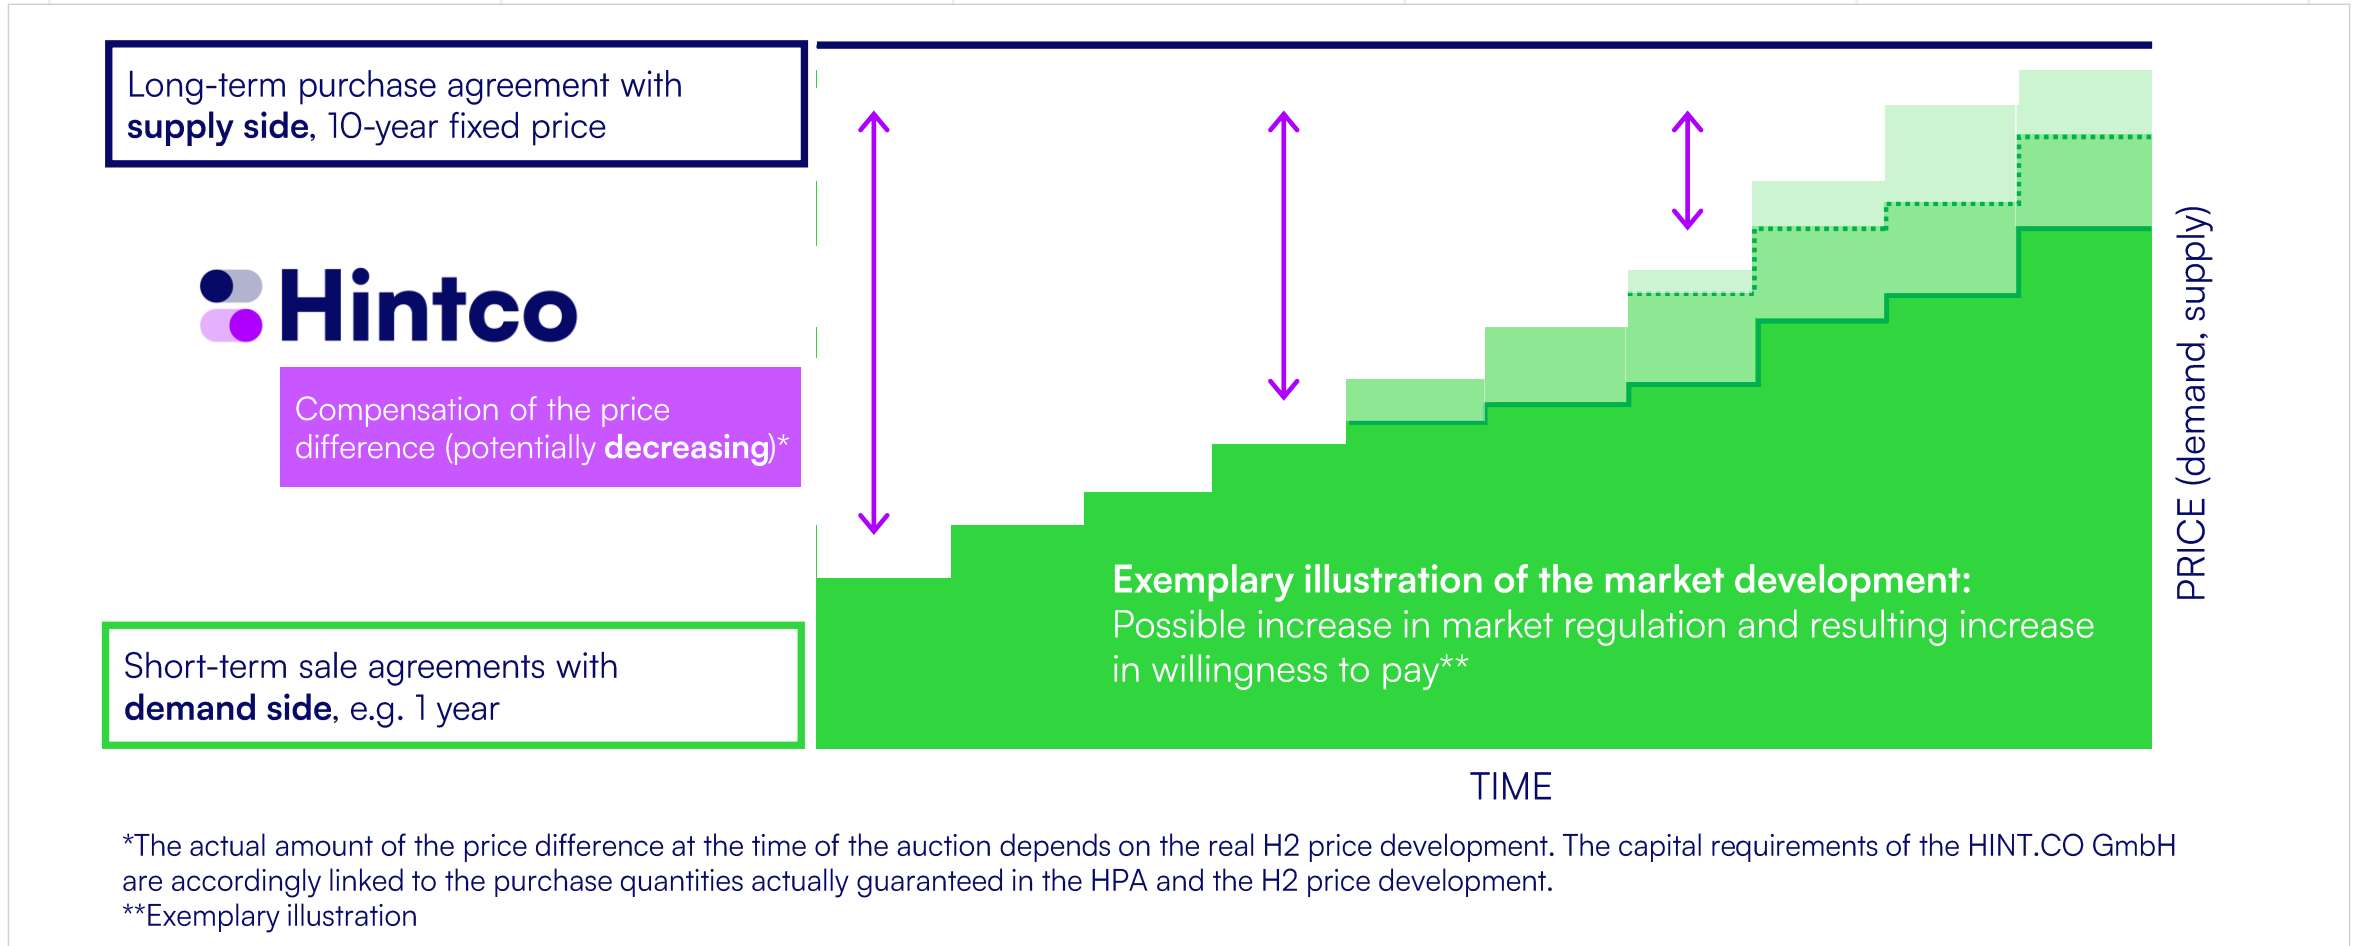 Long-term purchase agreement with
supply side, 10-year fixed price
Hintco
Compensation of the price
difference (potentially decreasing)*
Short-term sale agreements with
demand side, e.g. 1 year
Exemplary illustration of the market development:
Possible increase in market regulation and resulting increase
in willingness to pay**
PRICE (demand, supply)
TIME
*The actual amount of the price difference at the time of the auction depends on the real H2 price development. The capital requirements of the HINT.CO GmbH
are accordingly linked to the purchase quantities actually guaranteed in the HPA and the H2 price development.
**Exemplary illustration